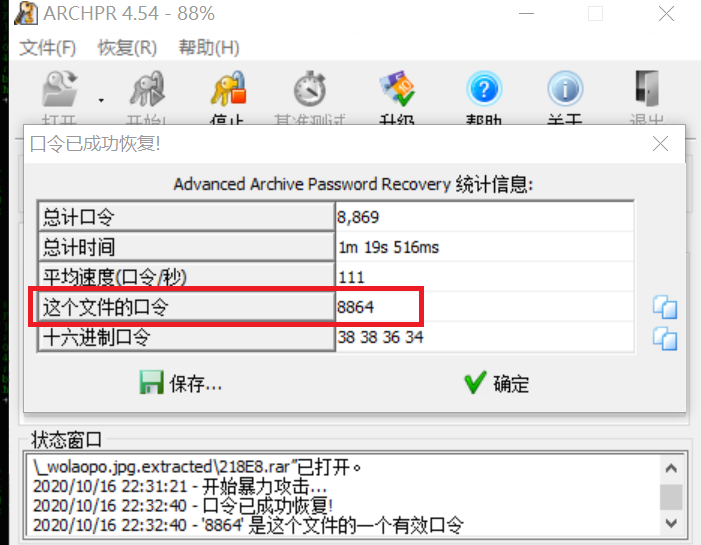 ARCHPR 4.54 - 88%
文件(F) 恢复(R) 帮助(H)
打开 开始! 停止 基准测试 升级 帮助 关于 退出
口令已成功恢复!
Advanced Archive Password Recovery 统计信息:
总计口令 8,869
总计时间 1m 19s 516ms
平均速度(口令/秒) 111
这个文件的口令 8864
十六进制口令 38 38 36 34
保存... 确定
状态窗口
\_wolaopo.jpg.extracted\218E8.rar"已打开。
2020/10/16 22:31:21 - 开始暴力攻击...
2020/10/16 22:32:40 - 口令已成功恢复!
2020/10/16 22:32:40 - '8864' 是这个文件的一个有效口令